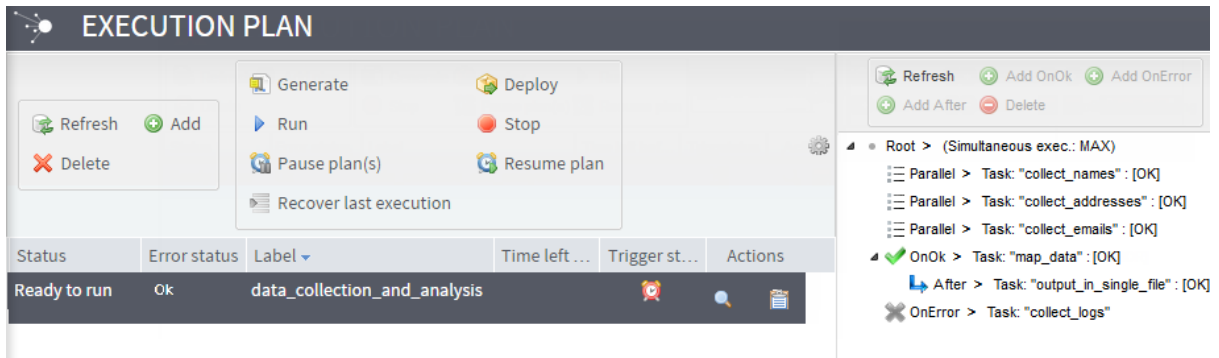 EXECUTION PLAN
Refresh Add
Delete
Generate Deploy
Run Stop
Pause plan(s) Resume plan
Recover last execution
Status Error status Label Time left ... Trigger st... Actions
Ready to run Ok data_collection_and_analysis
Refresh Add OnOk Add OnError
Add After Delete
Root > (Simultaneous exec.: MAX)
Parallel > Task: "collect_names" : [OK]
Parallel > Task: "collect_addresses" : [OK]
Parallel > Task: "collect_emails" : [OK]
OnOk > Task: "map_data" : [OK]
After > Task: "output_in_single_file" : [OK]
OnError > Task: "collect_logs"